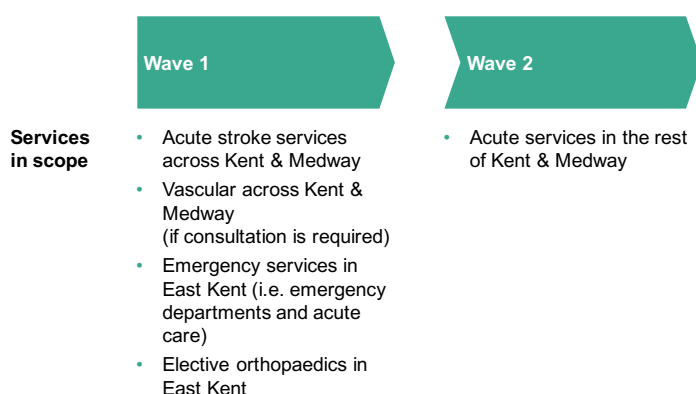 Wave 1
Wave 2
Services
in scope
• Acute stroke services
across Kent & Medway
• Vascular across Kent &
Medway
(if consultation is required)
• Emergency services in
East Kent (i.e. emergency
departments and acute
care)
• Elective orthopaedics in
East Kent
• Acute services in the rest
of Kent & Medway